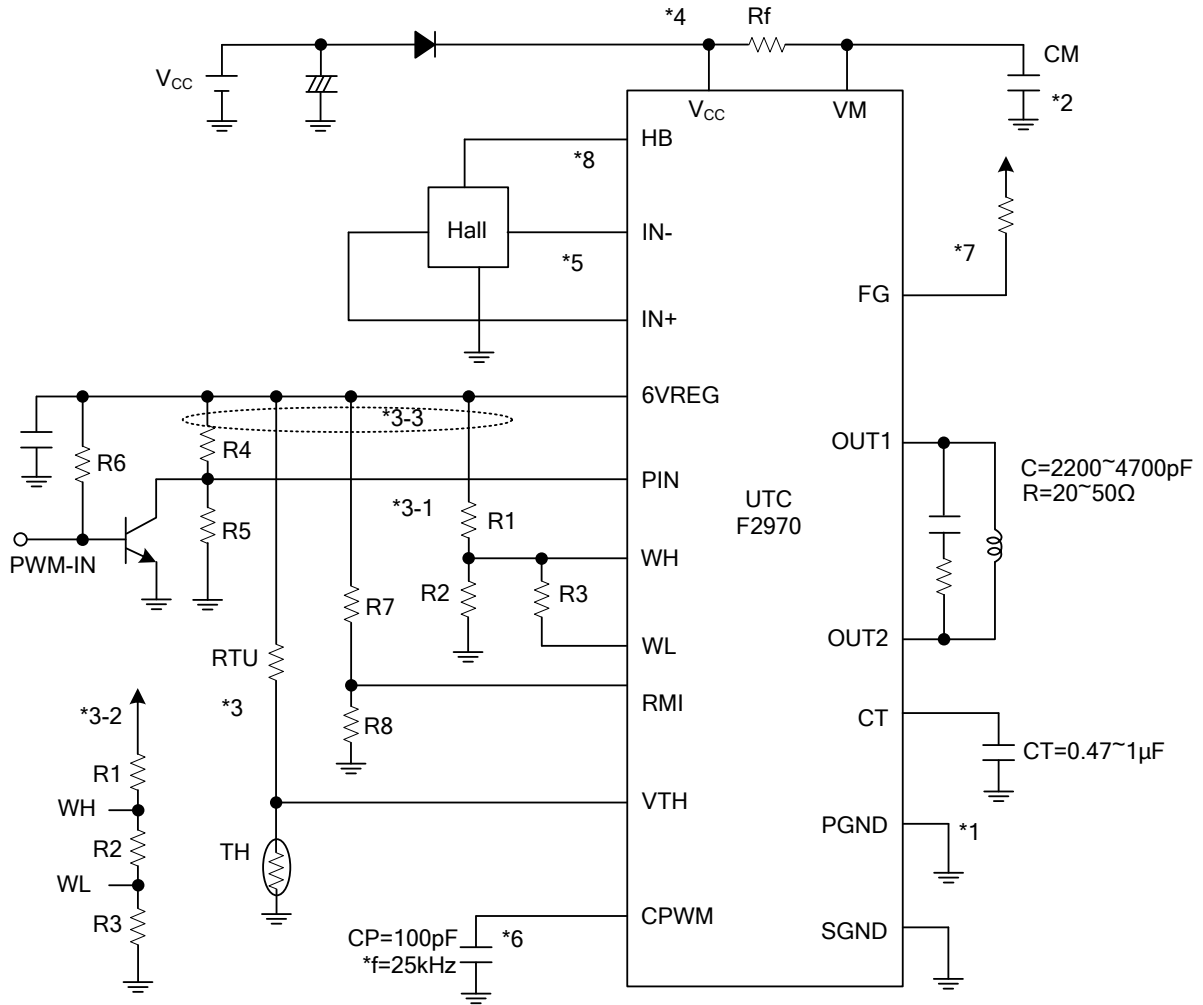 *4
Rf
CM
*2
VCC
VCC
VM
HB
*8
Hall
IN-
*5
IN+
*7
FG
6VREG
*3-3
R4
R6
OUT1
C=2200~4700pF
R=20~50Ω
PIN
*3-1
R1
UTC
F2970
R5
PWM-IN
WH
R2
R3
R7
OUT2
WL
RTU
*3
RMI
R8
CT
*3-2
CT=0.47~1µF
R1
WH
VTH
R2
TH
PGND
*1
WL
R3
CPWM
SGND
CP=100pF
*f=25kHz
*6